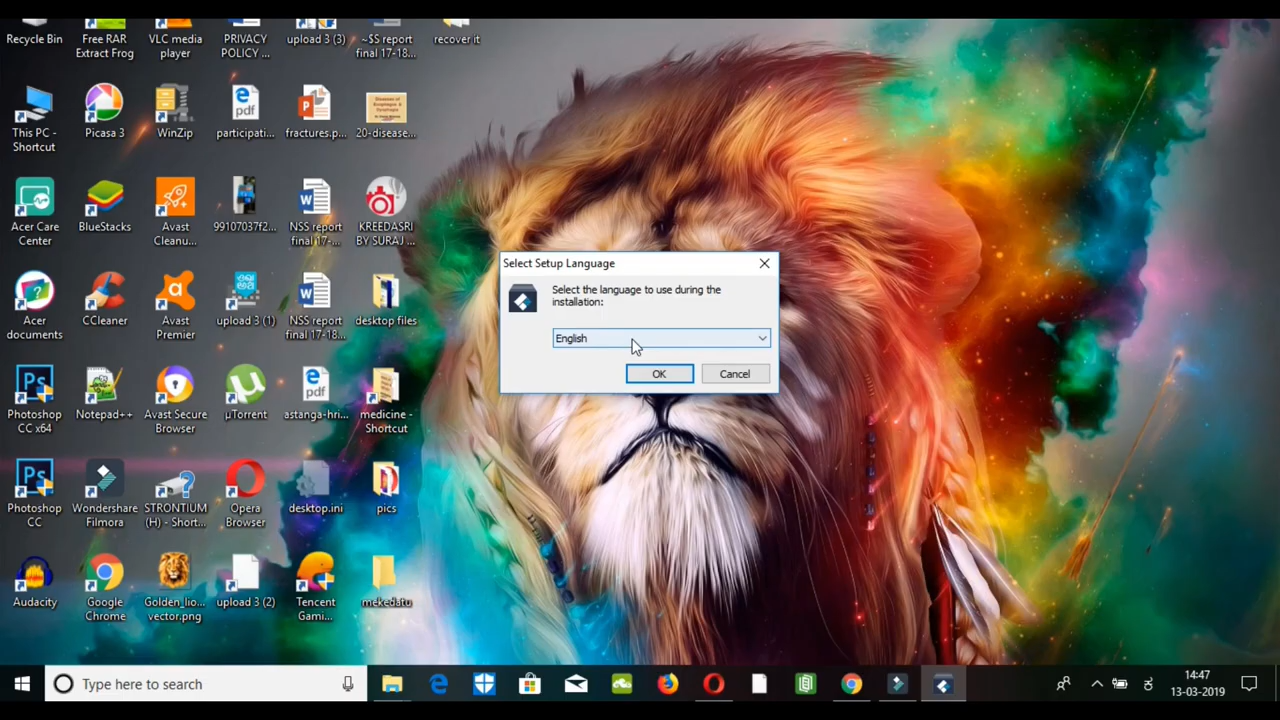 Recycle Bin
Free RAR
Extract Frog
VLC media
player
PRIVACY
POLICY ...
upload 3 (3)
~$S report
final 17-18...
recover it
This PC -
Shortcut
Picasa 3
WinZip
pdf
participati...
fractures.p...
20-disease...
Acer Care
Center
BlueStacks
Avast
Cleanu...
99107037f2...
NSS report
final 17-...
KREEDASRI
BY SURAJ ...
Acer
documents
CCleaner
Avast
Premier
upload 3 (1)
NSS report
final 17-18...
desktop files
Photoshop
CC x64
Notepad++
Avast Secure
Browser
µTorrent
pdf
astanga-hri...
medicine -
Shortcut
Photoshop
CC
Wondershare
Filmora
STRONTIUM
(H) - Short...
Opera
Browser
desktop.ini
pics
Audacity
Google
Chrome
Golden_lio...
vector.png
upload 3 (2)
Tencent
Gami...
mekedatu
Select Setup Language
Select the language to use during the
installation:
English
OK
Cancel
Type here to search
14:47
13-03-2019